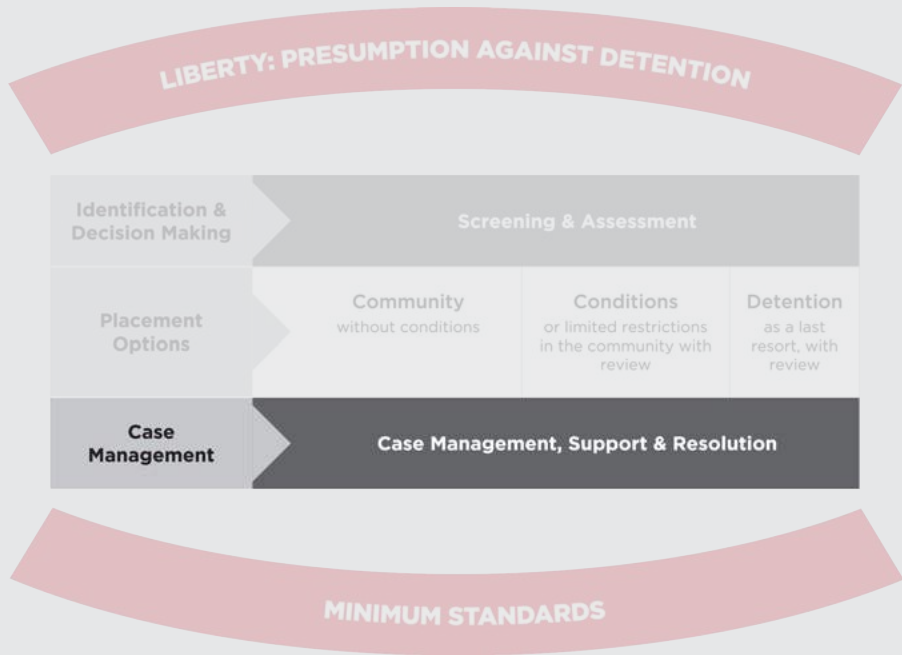 LIBERTY: PRESUMPTION AGAINST DETENTION
Identification &
Decision Making
Screening & Assessment
Placement
Options
Community
without conditions
Conditions
or limited restrictions
in the community with
review
Detention
as a last
resort, with
review
Case
Management
Case Management, Support & Resolution
MINIMUM STANDARDS